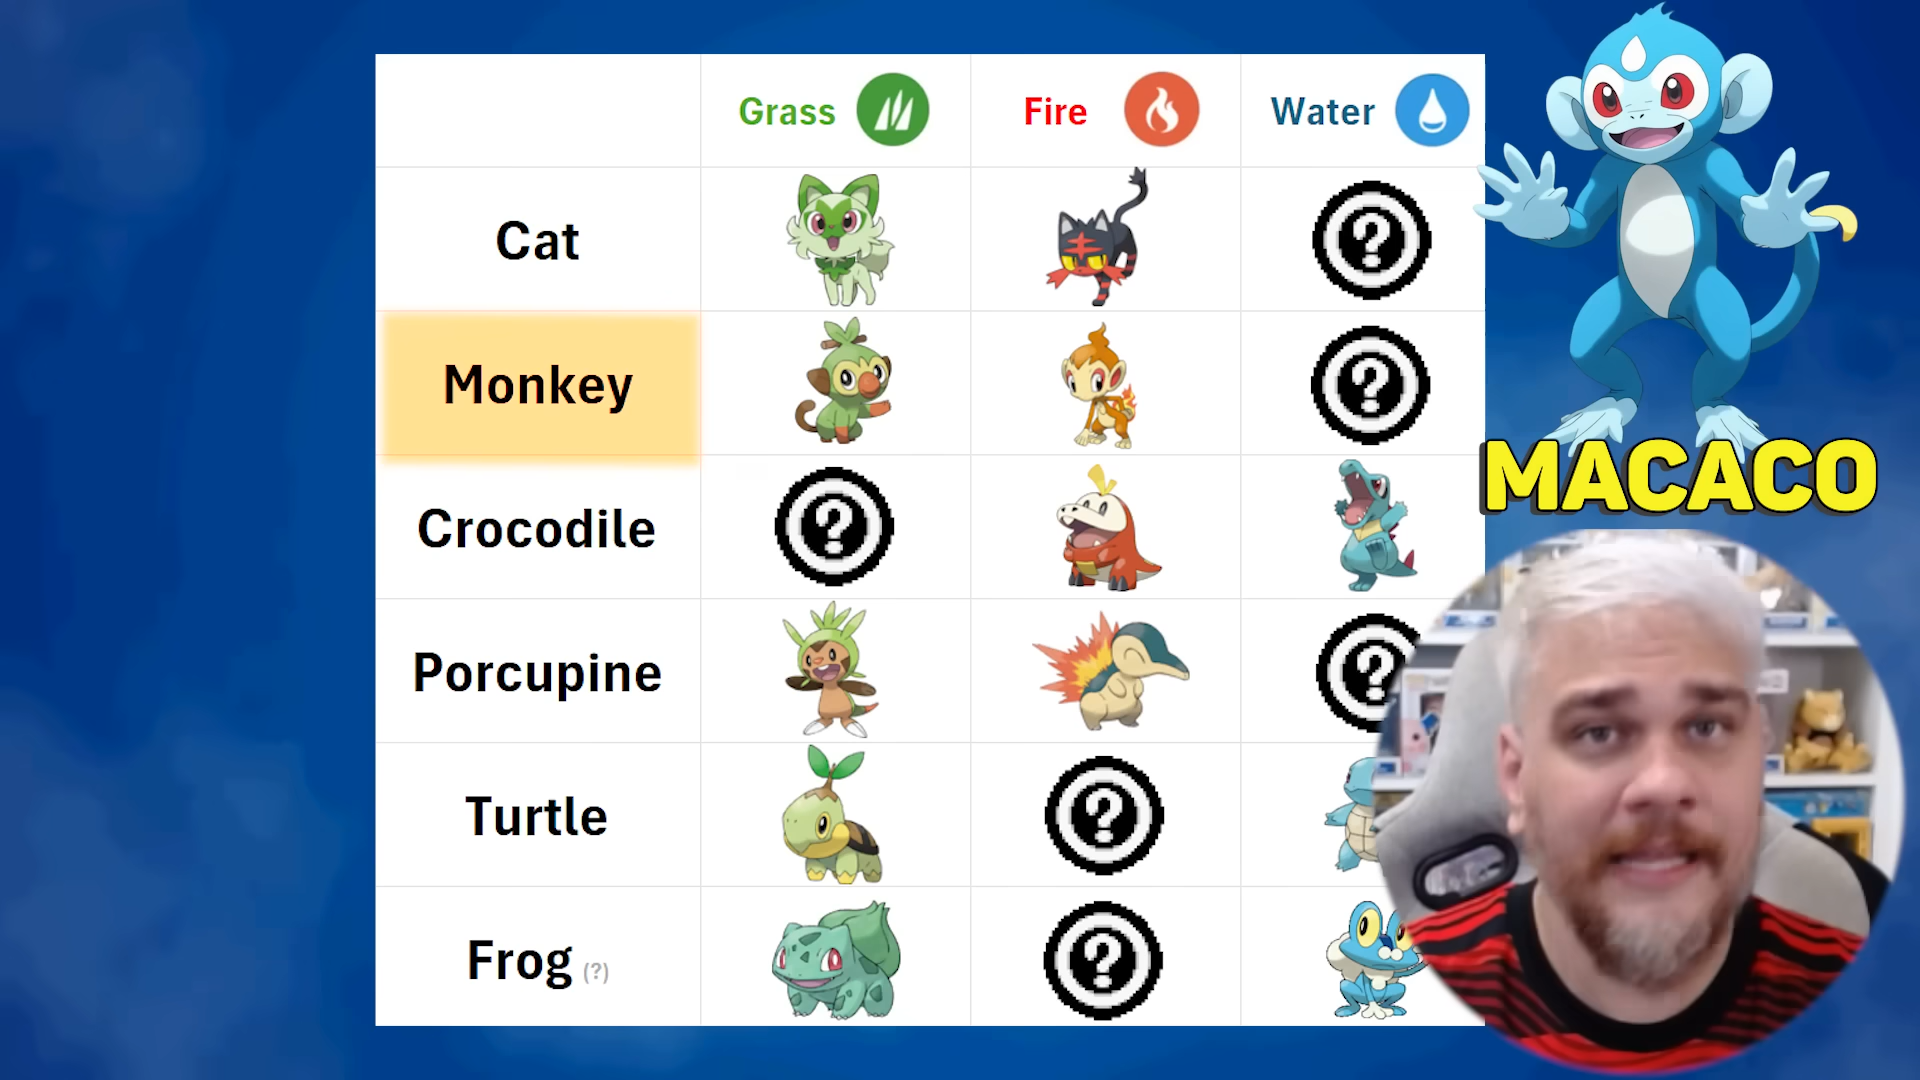 Grass Fire Water
Cat ?
Monkey ?
MACACO
Crocodile ?
Porcupine ?
Turtle ?
Frog (?) ?